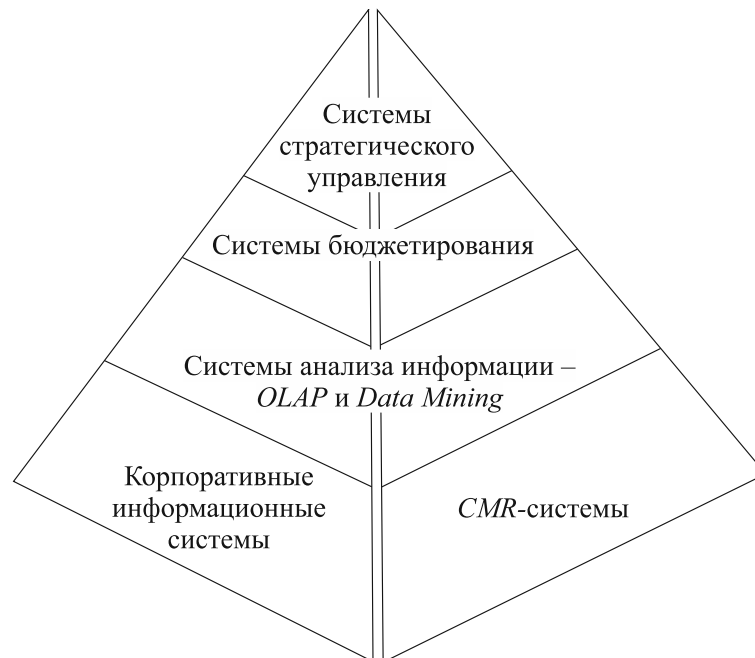 Системы
стратегического
управления
Системы бюджетирования
Системы анализа информации –
OLAP и Data Mining
Корпоративные
информационные
системы
CMR-системы